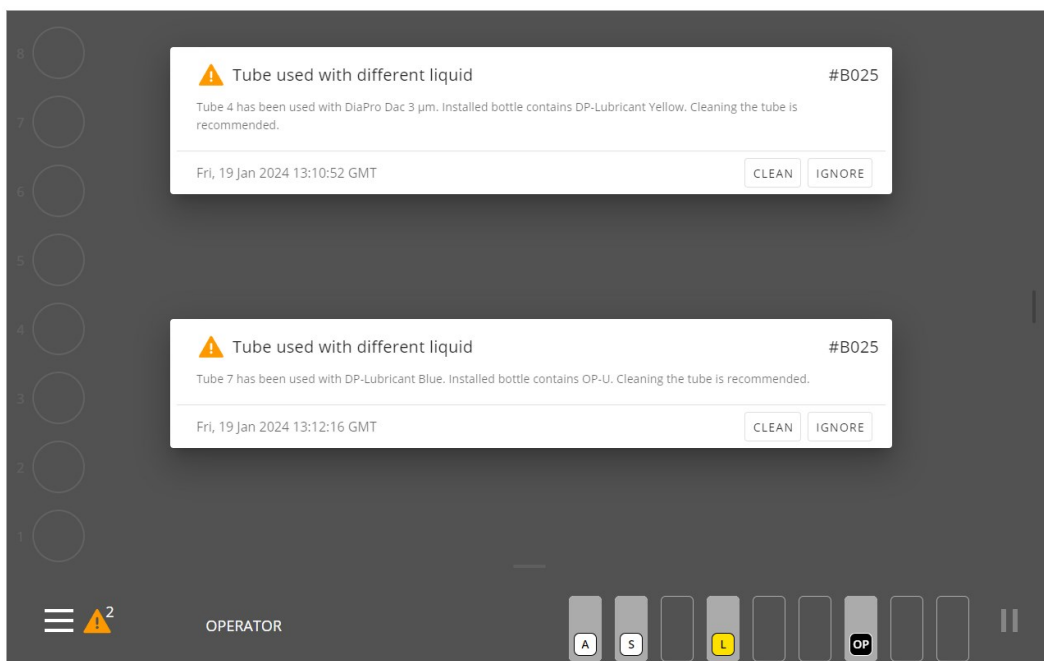 8
Tube used with different liquid #B025
Tube 4 has been used with DiaPro Dac 3 µm. Installed bottle contains DP-Lubricant Yellow. Cleaning the tube is
recommended.
7
Fri, 19 Jan 2024 13:10:52 GMT CLEAN IGNORE
6
5
4
Tube used with different liquid #B025
Tube 7 has been used with DP-Lubricant Blue. Installed bottle contains OP-U. Cleaning the tube is recommended.
3
Fri, 19 Jan 2024 13:12:16 GMT CLEAN IGNORE
2
1
2
OPERATOR
A S L OP